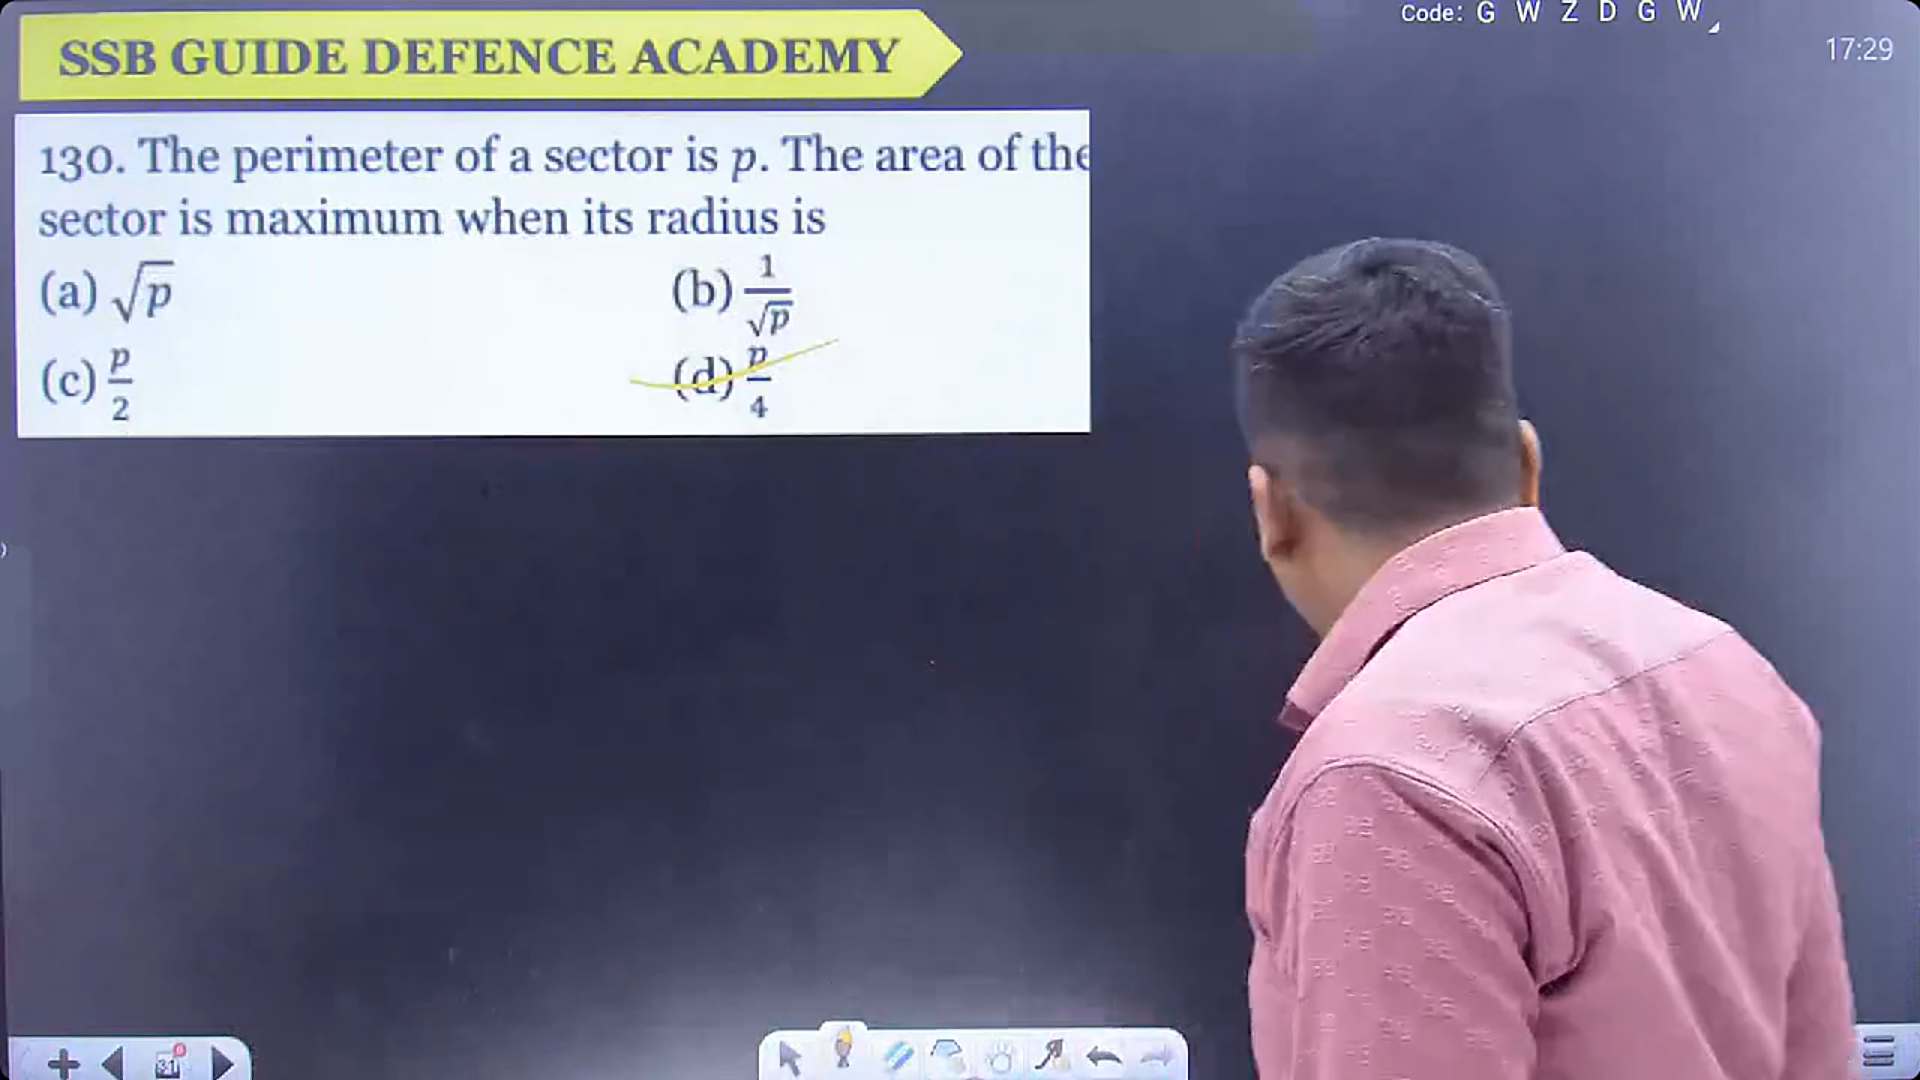 Code: G W Z D G W
SSB GUIDE DEFENCE ACADEMY
17:29
130. The perimeter of a sector is p. The area of the
sector is maximum when its radius is
(a) √p
(b) 1/√p
(c) p/2
(d) p/4
31